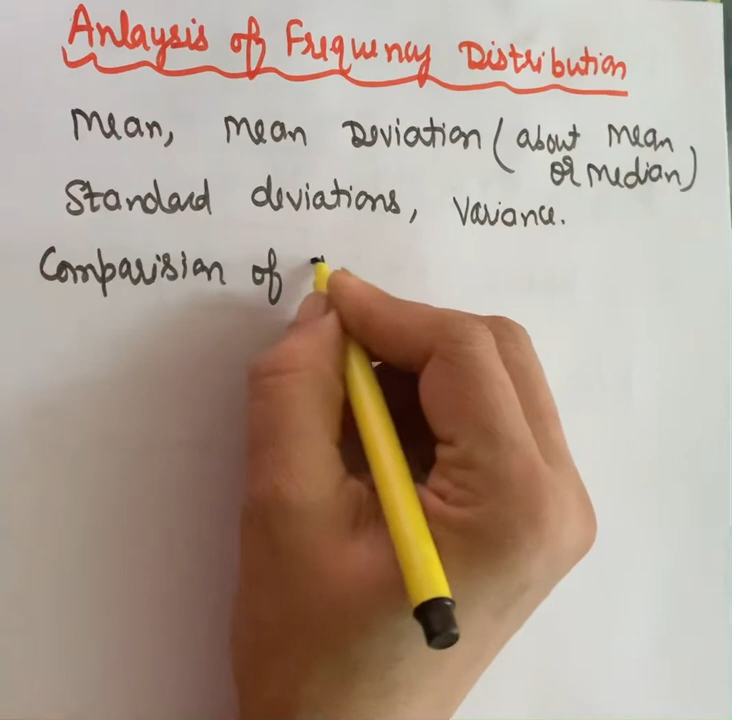 Anlaysis of Frequency Distribution
Mean, Mean Deviation (about Mean,
or Median)
Standard deviations, Variance.
Comparision of